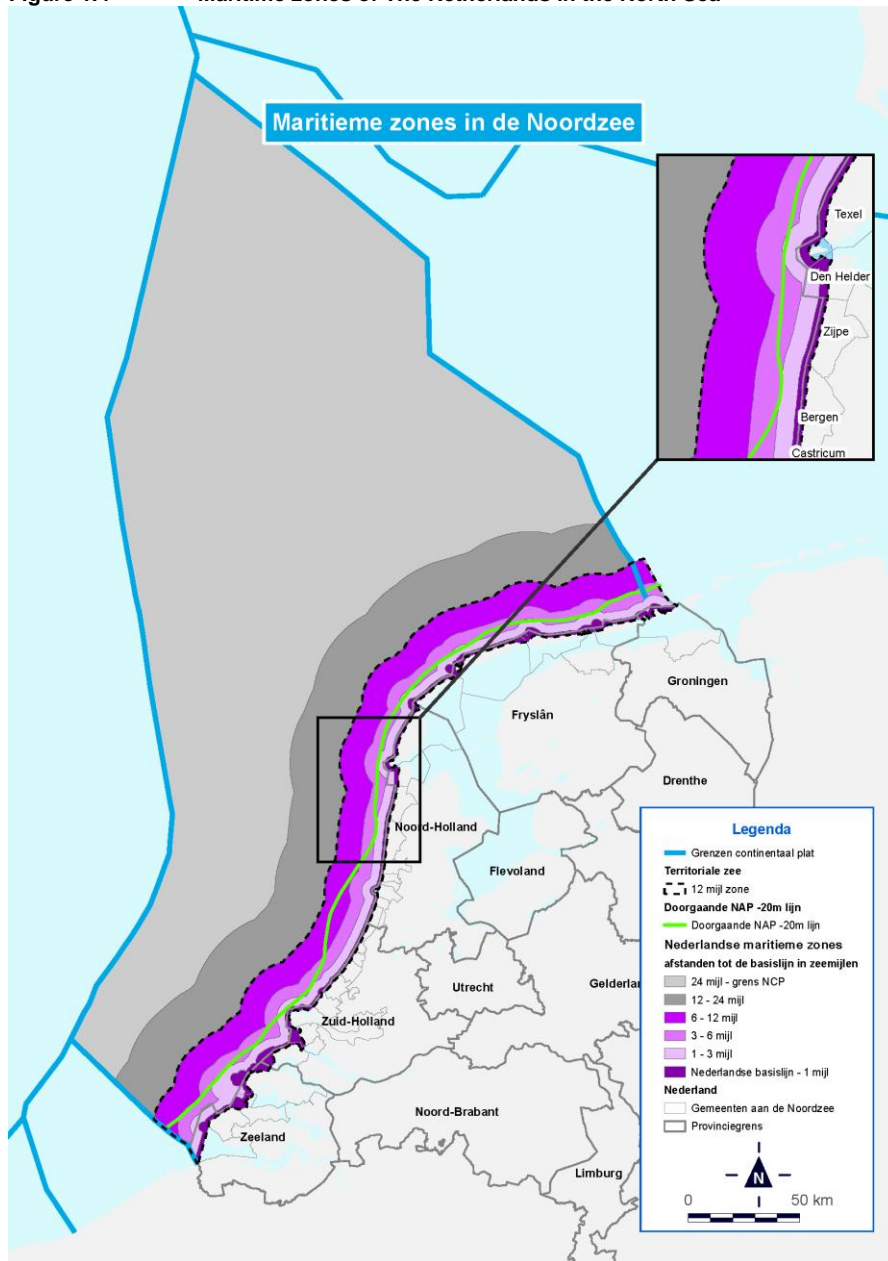 Maritieme zones in de Noordzee
Texel
Den Helder
Zijpe
Bergen
Castricum
Groningen
Fryslân
Drenthe
Noord-Holland
Flevoland
Utrecht
Gelderlan
Zuid-Holland
Noord-Brabant
Zeeland
Limburg
Legenda
Grenzen continentaal plat
Territoriale zee
12 mijl zone
Doorgaande NAP -20m lijn
Doorgaande NAP -20m lijn
Nederlandse maritieme zones
afstanden tot de basislijn in zeemijlen
24 mijl - grens NCP
12 - 24 mijl
6 - 12 mijl
3 - 6 mijl
1 - 3 mijl
Nederlandse basislijn - 1 mijl
Nederland
Gemeenten aan de Noordzee
Provinciegrens
N
0 50 km